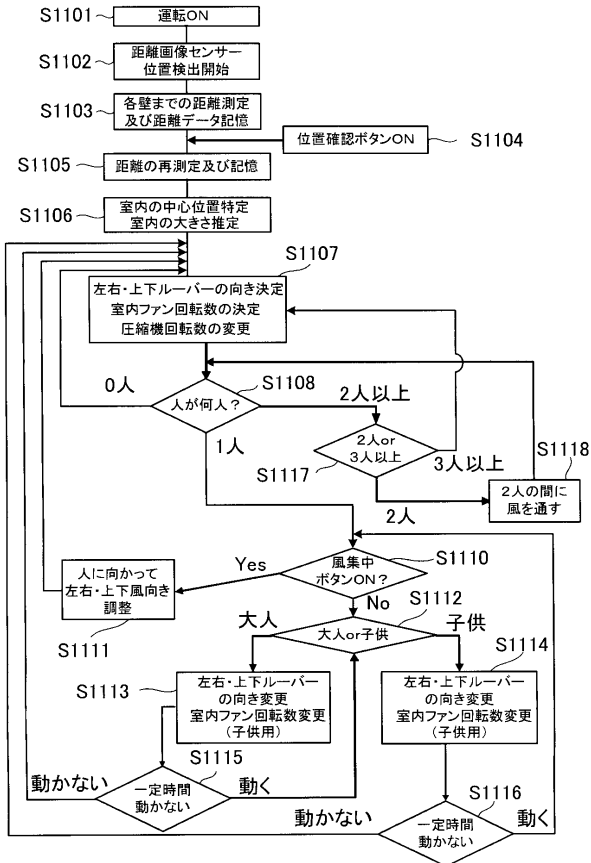 S1101
運転ON
S1102
距離画像センサー
位置検出開始
S1103
各壁までの距離測定
及び距離データ記憶
位置確認ボタンON
S1104
S1105
距離の再測定及び記憶
S1106
室内の中心位置特定
室内の大きさ推定
S1107
左右・上下ルーバーの向き決定
室内ファン回転数の決定
圧縮機回転数の変更
0人
S1108
人が何人？
2人以上
1人
2人or
3人以上
S1117
3人以上
2人
S1118
2人の間に
風を通す
S1110
風集中
ボタンON？
Yes
No
人に向かって
左右・上下風向き
調整
S1111
S1112
大人or子供
大人
子供
S1113
左右・上下ルーバー
の向き変更
室内ファン回転数変更
(子供用)
S1114
左右・上下ルーバー
の向き変更
室内ファン回転数変更
(子供用)
S1115
一定時間
動かない
動かない
動く
S1116
一定時間
動かない
動かない
動く